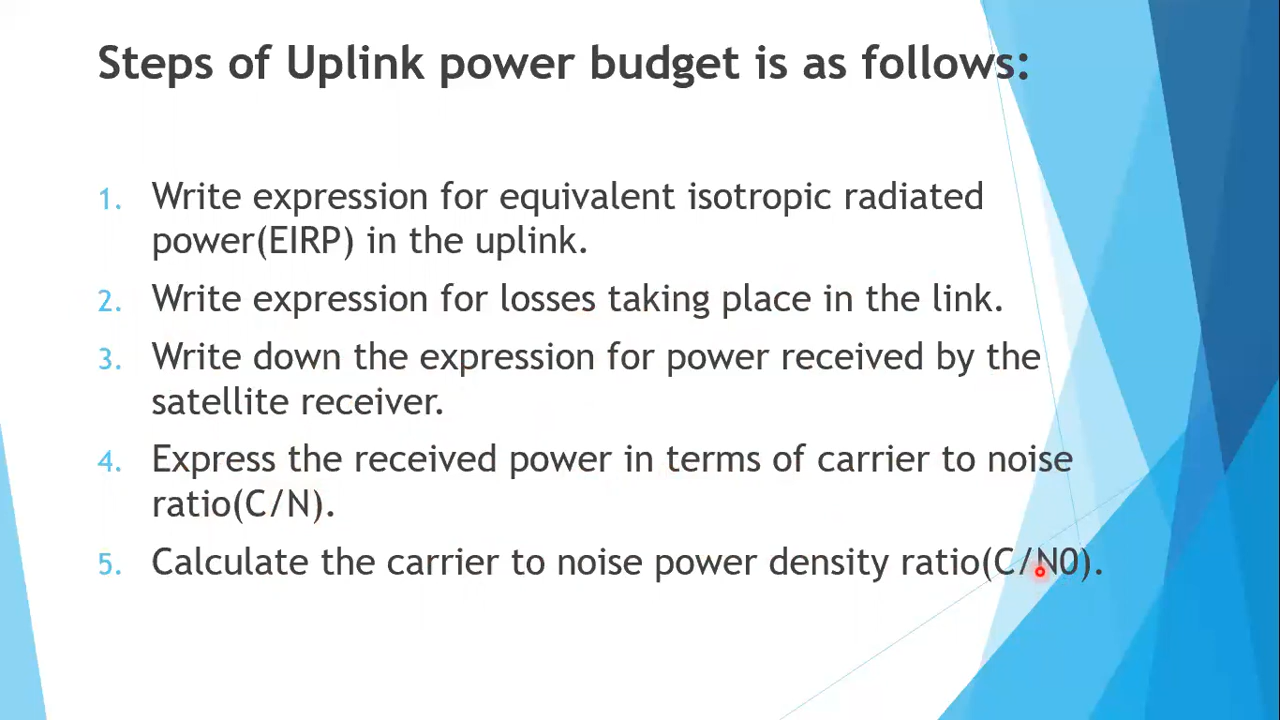 Steps of Uplink power budget is as follows:
1. Write expression for equivalent isotropic radiated
power(EIRP) in the uplink.
2. Write expression for losses taking place in the link.
3. Write down the expression for power received by the
satellite receiver.
4. Express the received power in terms of carrier to noise
ratio(C/N).
5. Calculate the carrier to noise power density ratio(C/N0).